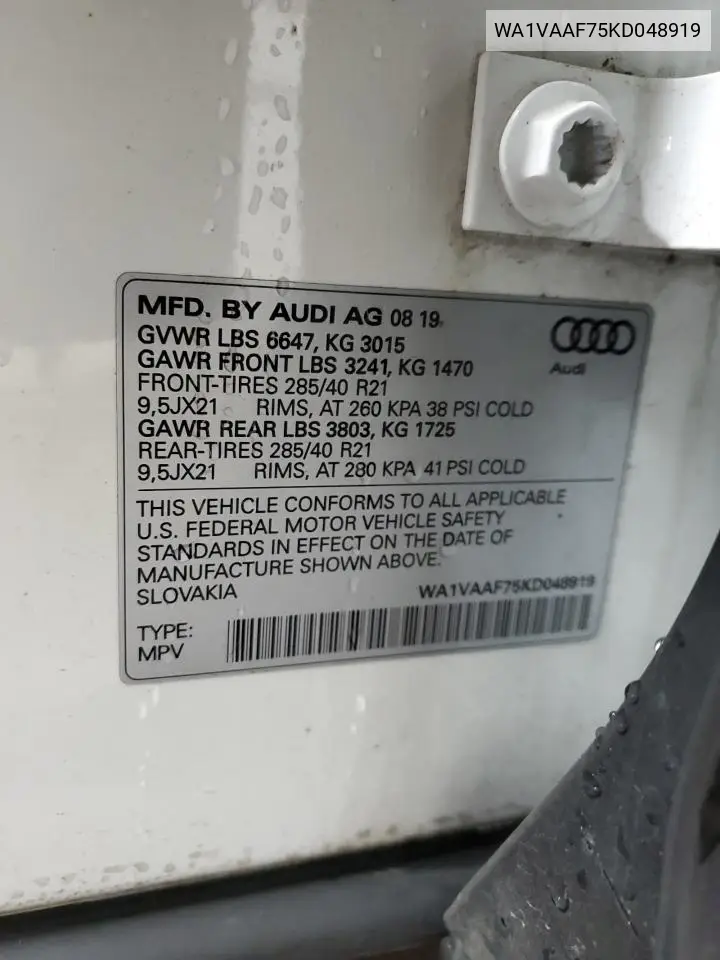 WA1VAAF75KD048919
MFD. BY AUDI AG 08 19
GVWR LBS 6647, KG 3015
GAWR FRONT LBS 3241, KG 1470
FRONT-TIRES 285/40 R21
9,5JX21 RIMS, AT 260 KPA 38 PSI COLD
GAWR REAR LBS 3803, KG 1725
REAR-TIRES 285/40 R21
9,5JX21 RIMS, AT 280 KPA 41 PSI COLD
Audi
THIS VEHICLE CONFORMS TO ALL APPLICABLE
U.S. FEDERAL MOTOR VEHICLE SAFETY
STANDARDS IN EFFECT ON THE DATE OF
MANUFACTURE SHOWN ABOVE.
SLOVAKIA
WA1VAAF75KD048919
TYPE:
MPV